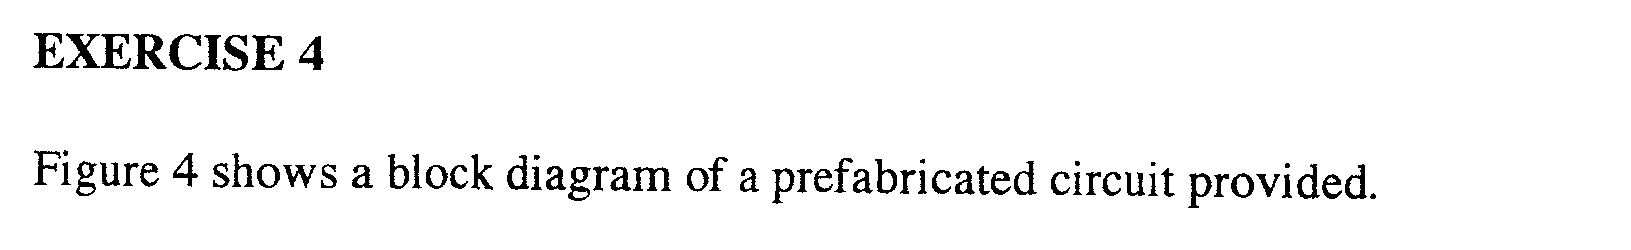 EXERCISE 4
Figure 4 shows a block diagram of a prefabricated circuit provided.